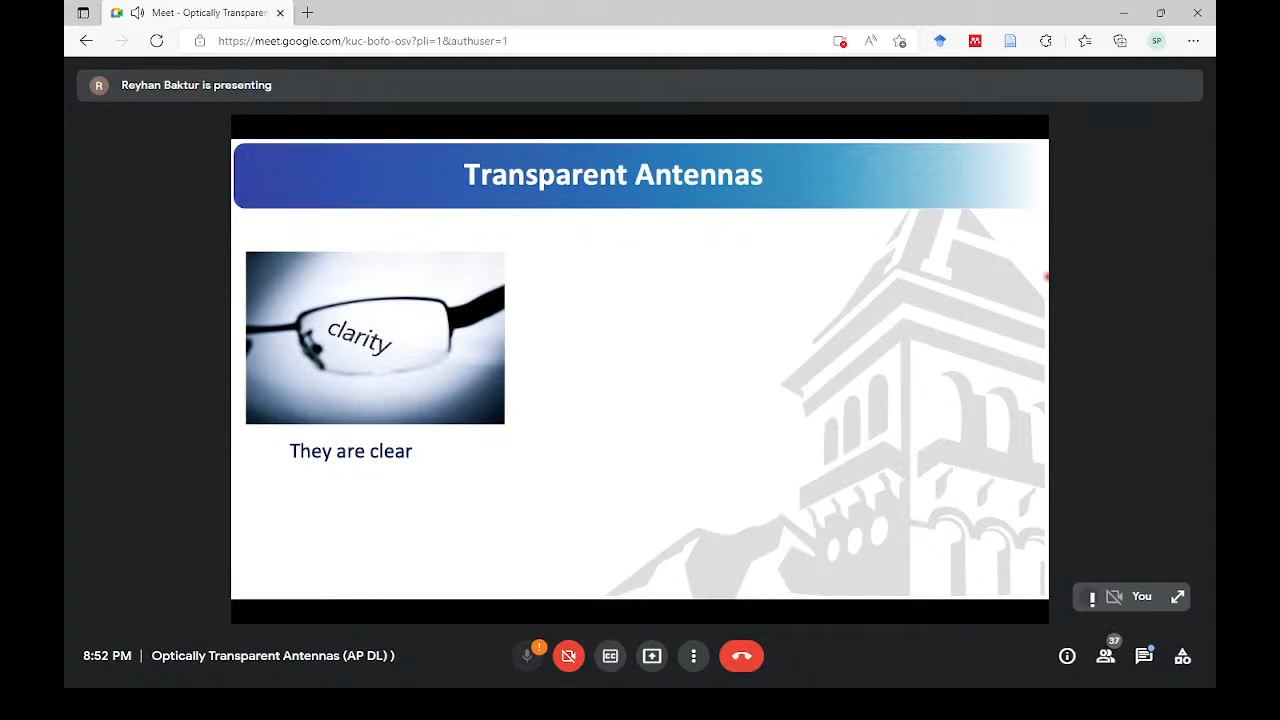 Meet - Optically Transparen
https://meet.google.com/kuc-bofo-osv?pli=1&authuser=1
SP
R
Reyhan Baktur is presenting
Transparent Antennas
clarity
They are clear
You
8:52 PM | Optically Transparent Antennas (AP DL) )
37